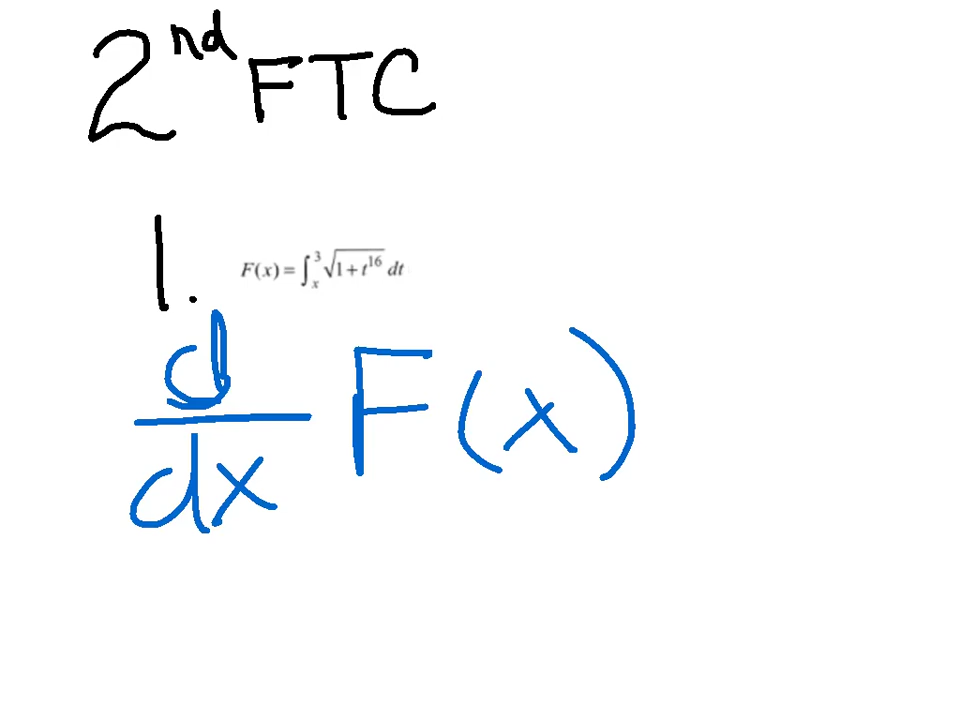 2nd FTC
1. F(x) = ∫ₓ³ √(1 + t¹⁶) dt
d/dx F(x)